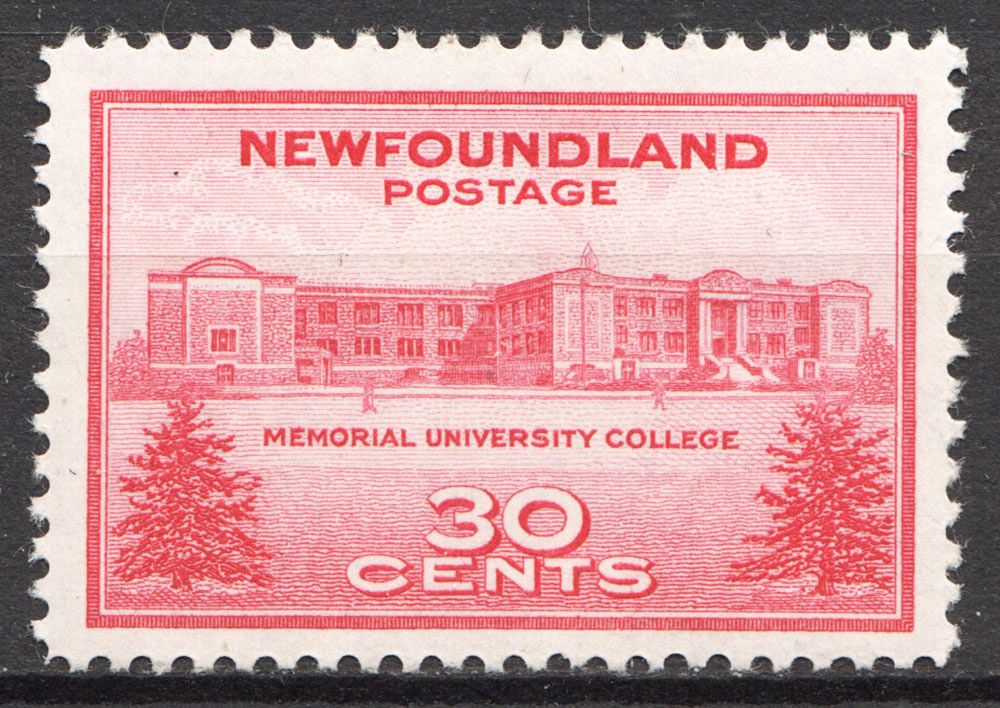 NEWFOUNDLAND
POSTAGE
MEMORIAL UNIVERSITY COLLEGE
30
CENTS